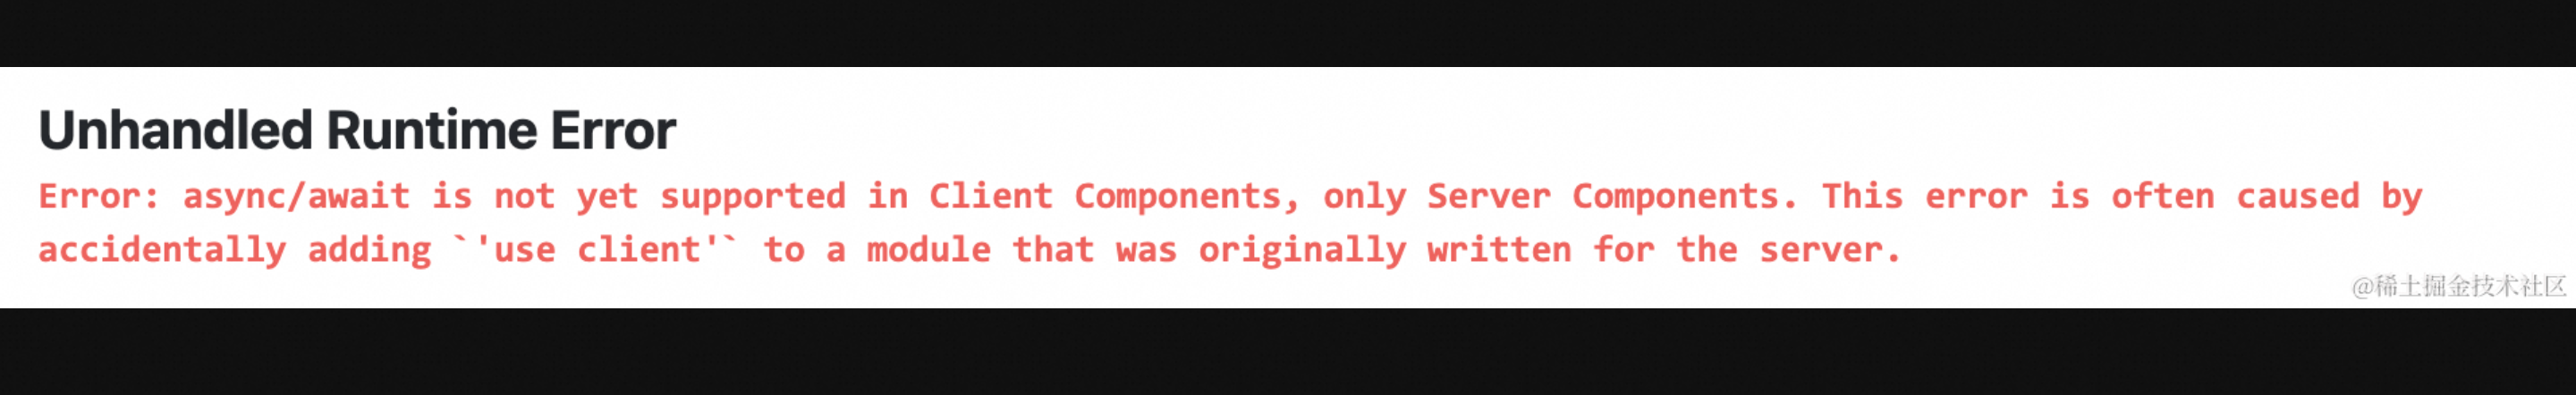 Unhandled Runtime Error
Error: async/await is not yet supported in Client Components, only Server Components. This error is often caused by
accidentally adding `'use client'` to a module that was originally written for the server.
@稀土掘金技术社区